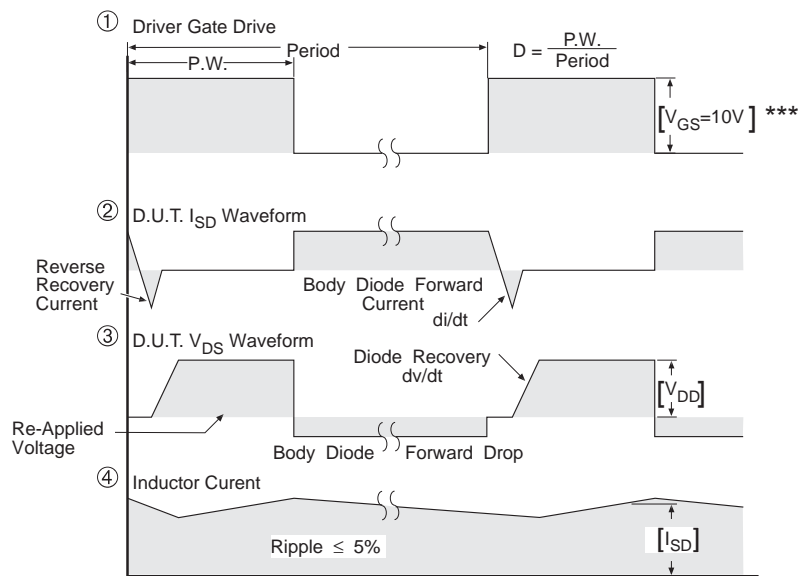 ① Driver Gate Drive
Period
P.W.
D = P.W. / Period
[VGS=10V] ***
② D.U.T. ISD Waveform
Reverse
Recovery
Current
Body Diode Forward
Current
di/dt
③ D.U.T. VDS Waveform
Diode Recovery
dv/dt
[VDD]
Re-Applied
Voltage
Body Diode Forward Drop
④ Inductor Curent
Ripple ≤ 5%
[ISD]